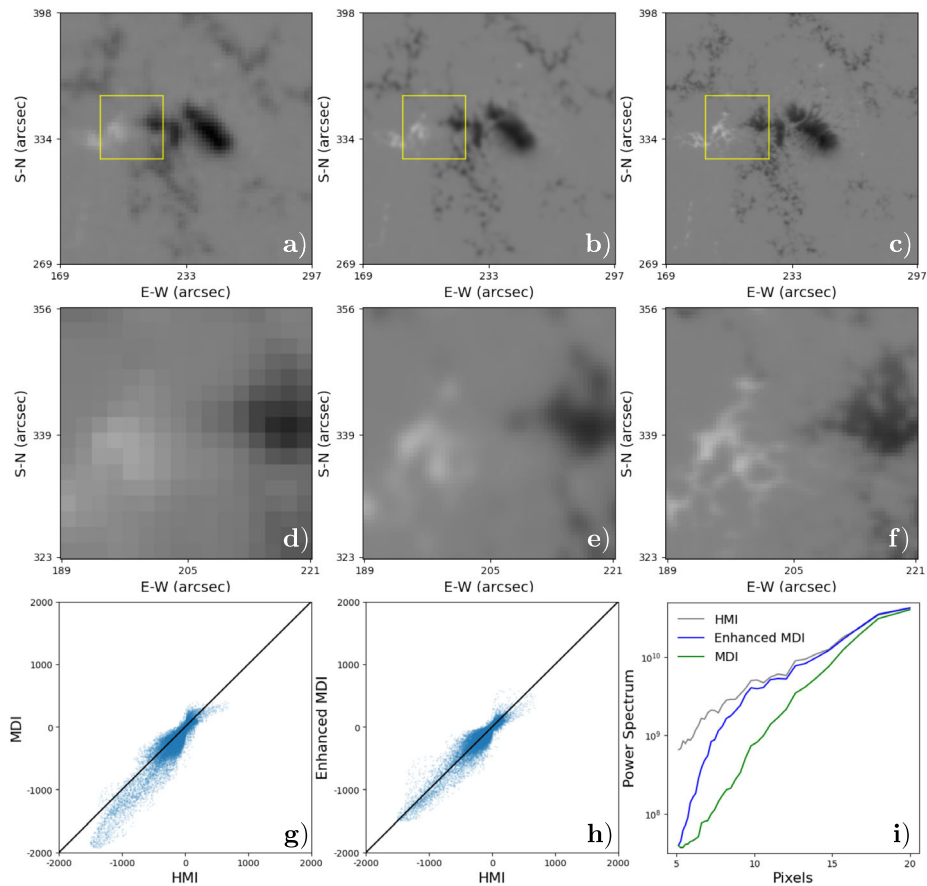 398
334
269
169
233
297
S-N (arcsec)
E-W (arcsec)
a)
398
334
269
169
233
297
S-N (arcsec)
E-W (arcsec)
b)
398
334
269
169
233
297
S-N (arcsec)
E-W (arcsec)
c)
356
339
323
189
205
221
S-N (arcsec)
E-W (arcsec)
d)
356
339
323
189
205
221
S-N (arcsec)
E-W (arcsec)
e)
356
339
323
189
205
221
S-N (arcsec)
E-W (arcsec)
f)
2000
1000
0
-1000
-2000
-2000
-1000
0
1000
2000
MDI
HMI
g)
2000
1000
0
-1000
-2000
-2000
-1000
0
1000
2000
Enhanced MDI
HMI
h)
HMI
Enhanced MDI
MDI
10¹⁰
10⁹
10⁸
5
10
15
20
Power Spectrum
Pixels
i)